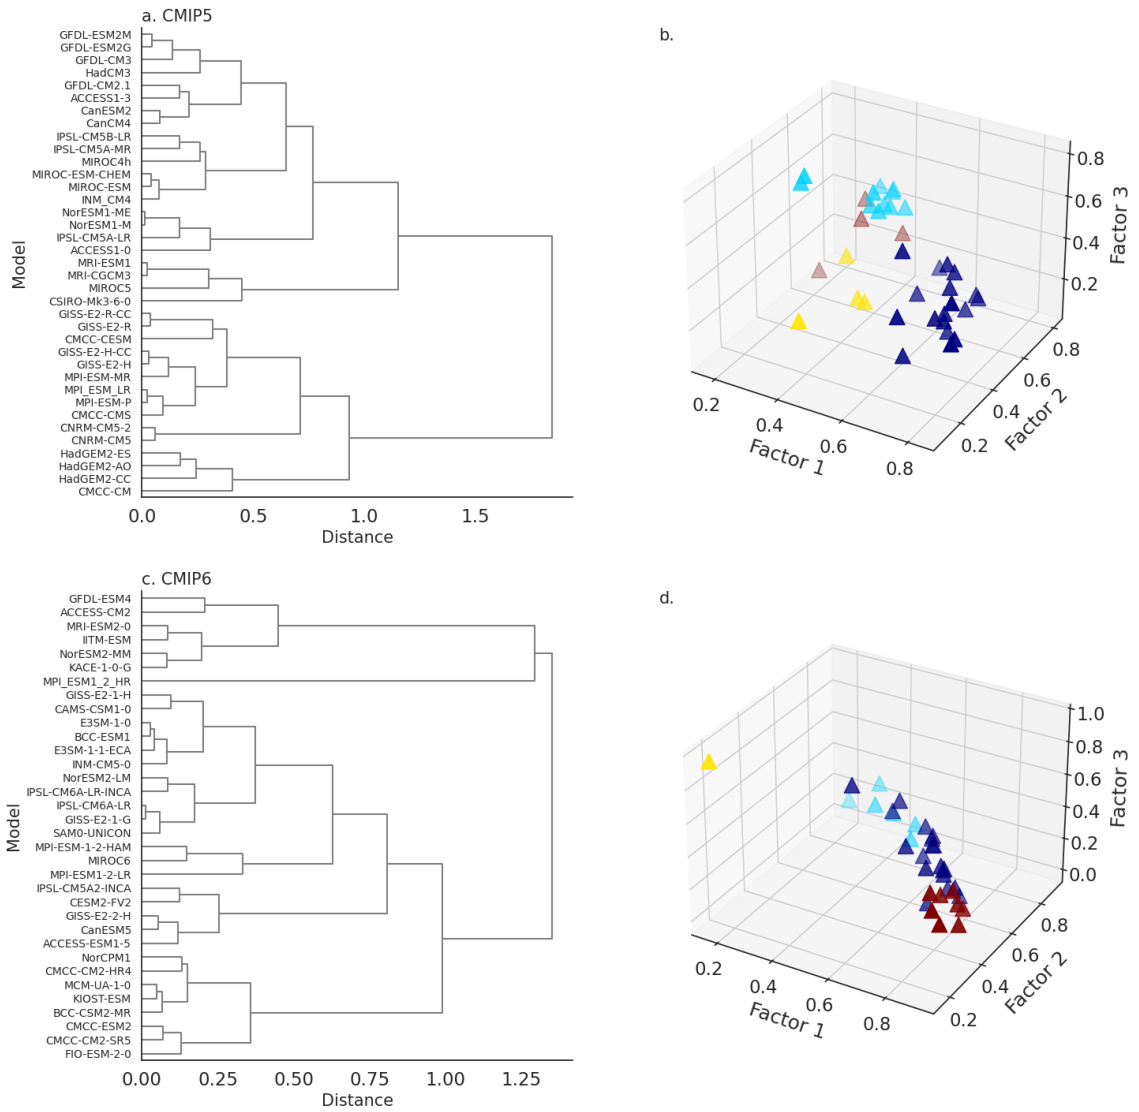 a. CMIP5
GFDL-ESM2M
GFDL-ESM2G
GFDL-CM3
HadCM3
GFDL-CM2.1
ACCESS1-3
CanESM2
CanCM4
IPSL-CM5B-LR
IPSL-CM5A-MR
MIROC4h
MIROC-ESM-CHEM
MIROC-ESM
INM_CM4
NorESM1-ME
NorESM1-M
IPSL-CM5A-LR
ACCESS1-0
MRI-ESM1
MRI-CGCM3
MIROC5
CSIRO-Mk3-6-0
GISS-E2-R-CC
GISS-E2-R
CMCC-CESM
GISS-E2-H-CC
GISS-E2-H
MPI-ESM-MR
MPI_ESM_LR
MPI-ESM-P
CMCC-CMS
CNRM-CM5-2
CNRM-CM5
HadGEM2-ES
HadGEM2-AO
HadGEM2-CC
CMCC-CM
Model
0.0 0.5 1.0 1.5
Distance
b.
0.8
0.6
0.4
0.2
Factor 3
0.2 0.4 0.6 0.8
Factor 1
0.2 0.4 0.6 0.8
Factor 2
c. CMIP6
GFDL-ESM4
ACCESS-CM2
MRI-ESM2-0
IITM-ESM
NorESM2-MM
KACE-1-0-G
MPI_ESM1_2_HR
GISS-E2-1-H
CAMS-CSM1-0
E3SM-1-0
BCC-ESM1
E3SM-1-1-ECA
INM-CM5-0
NorESM2-LM
IPSL-CM6A-LR-INCA
IPSL-CM6A-LR
GISS-E2-1-G
SAM0-UNICON
MPI-ESM-1-2-HAM
MIROC6
MPI-ESM1-2-LR
IPSL-CM5A2-INCA
CESM2-FV2
GISS-E2-2-H
CanESM5
ACCESS-ESM1-5
NorCPM1
CMCC-CM2-HR4
MCM-UA-1-0
KIOST-ESM
BCC-CSM2-MR
CMCC-ESM2
CMCC-CM2-SR5
FIO-ESM-2-0
Model
0.00 0.25 0.50 0.75 1.00 1.25
Distance
d.
1.0
0.8
0.6
0.4
0.2
0.0
Factor 3
0.2 0.4 0.6 0.8
Factor 1
0.2 0.4 0.6 0.8
Factor 2